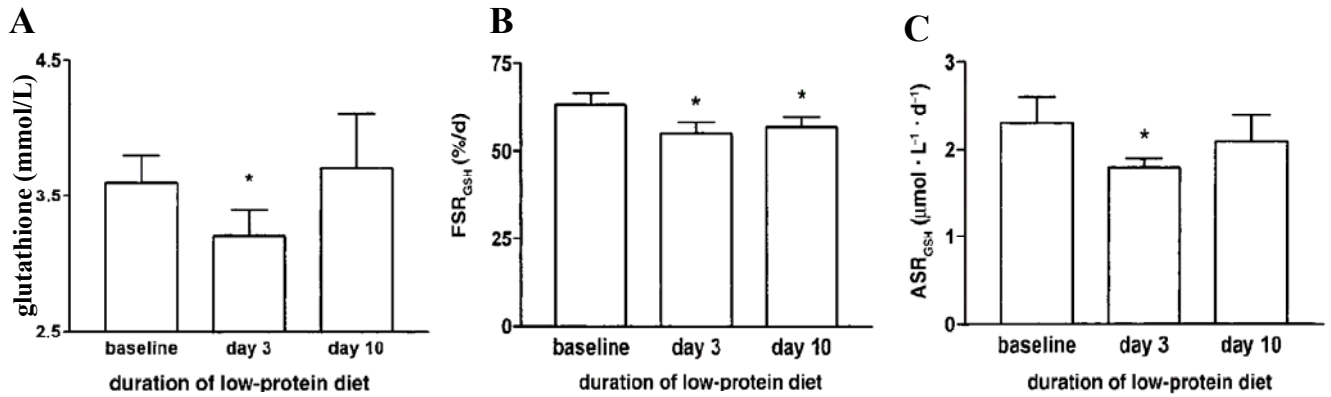 A
glutathione (mmol/L)
4.5
3.5
2.5
*
baseline day 3 day 10
duration of low-protein diet
B
FSR_GSH (%/d)
75
50
25
0
* *
baseline day 3 day 10
duration of low-protein diet
C
ASR_GSH (μmol · L⁻¹ · d⁻¹)
3
2
1
0
*
baseline day 3 day 10
duration of low-protein diet